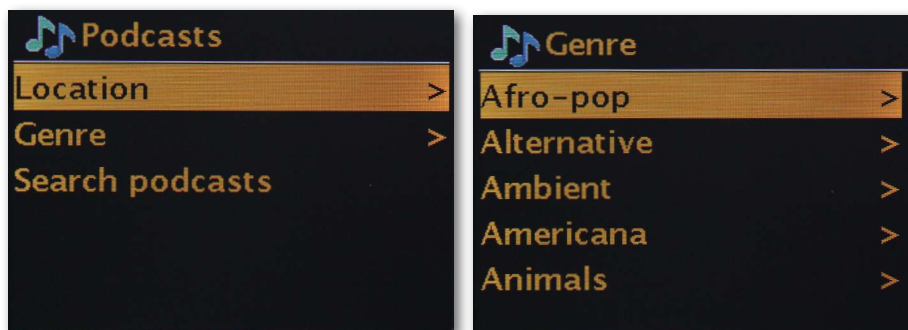 Podcasts
Location >
Genre >
Search podcasts
Genre
Afro-pop >
Alternative >
Ambient >
Americana >
Animals >